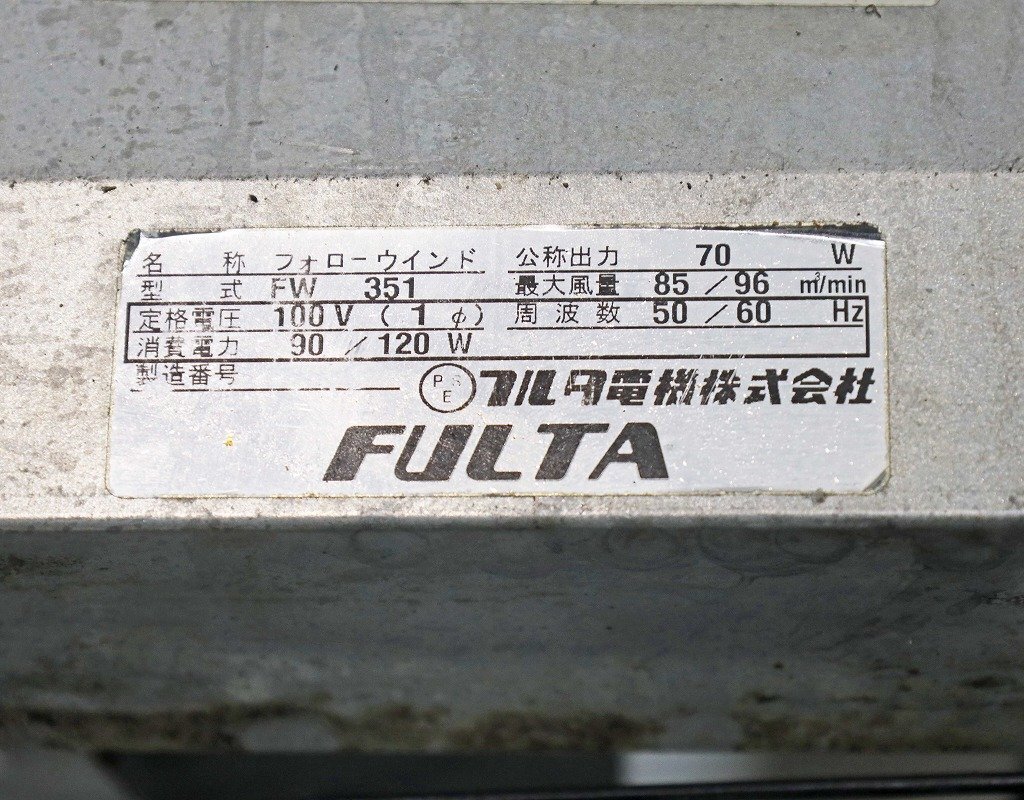 名 称 フォローウインド 公称出力 70 W
型 式 FW 351 最大風量 85 / 96 m³/min
定格電圧 100V ( 1 φ ) 周 波 数 50 / 60 Hz
消費電力 90 / 120 W
製造番号
PSE フルタ電機株式会社
FULTA